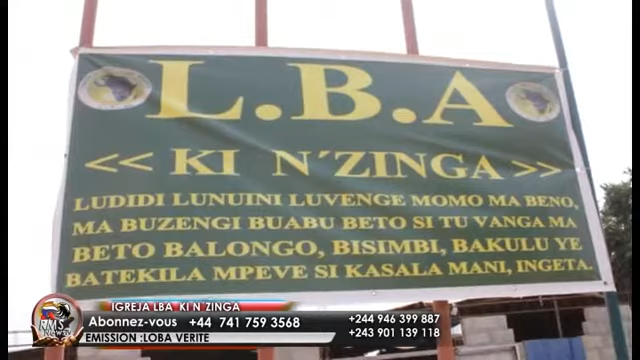 L.B.A
<< KI N´ZINGA >>
LUDIDI LUNUINI LUVENGE MOMO MA BENO,
MA BUZENGI BUABU BETO SI TU VANGA MA
BETO BALONGO, BISIMBI, BAKULU YE
BATEKILA MPEVE SI KASALA MANI, INGETA.
IGREJA LBA KI N´ZINGA
Abonnez-vous +44 741 759 3568
+244 946 399 887
+243 901 139 118
EMISSION :LOBA VERITE